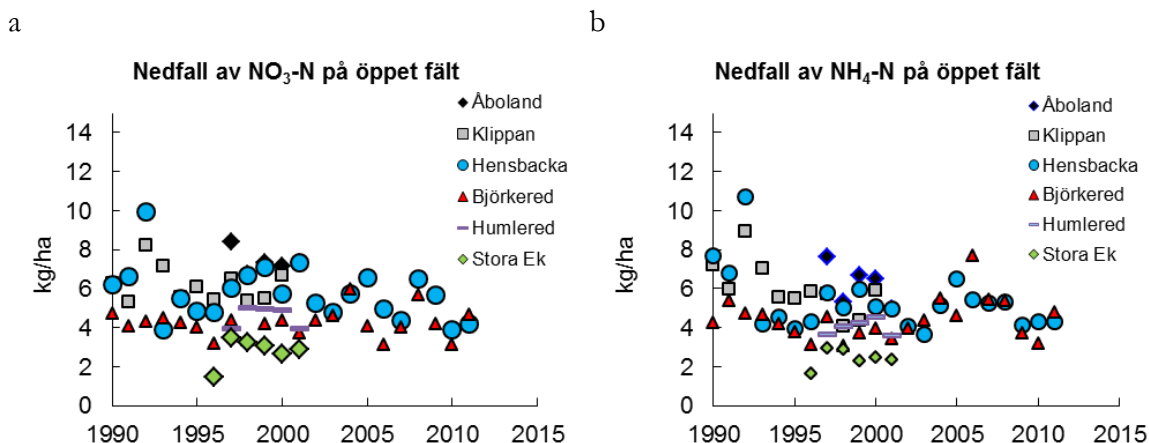 a
Nedfall av NO₃-N på öppet fält
Åboland
Klippan
Hensbacka
Björkered
Humlered
Stora Ek
kg/ha
14
12
10
8
6
4
2
0
1990 1995 2000 2005 2010 2015
b
Nedfall av NH₄-N på öppet fält
Åboland
Klippan
Hensbacka
Björkered
Humlered
Stora Ek
kg/ha
14
12
10
8
6
4
2
0
1990 1995 2000 2005 2010 2015